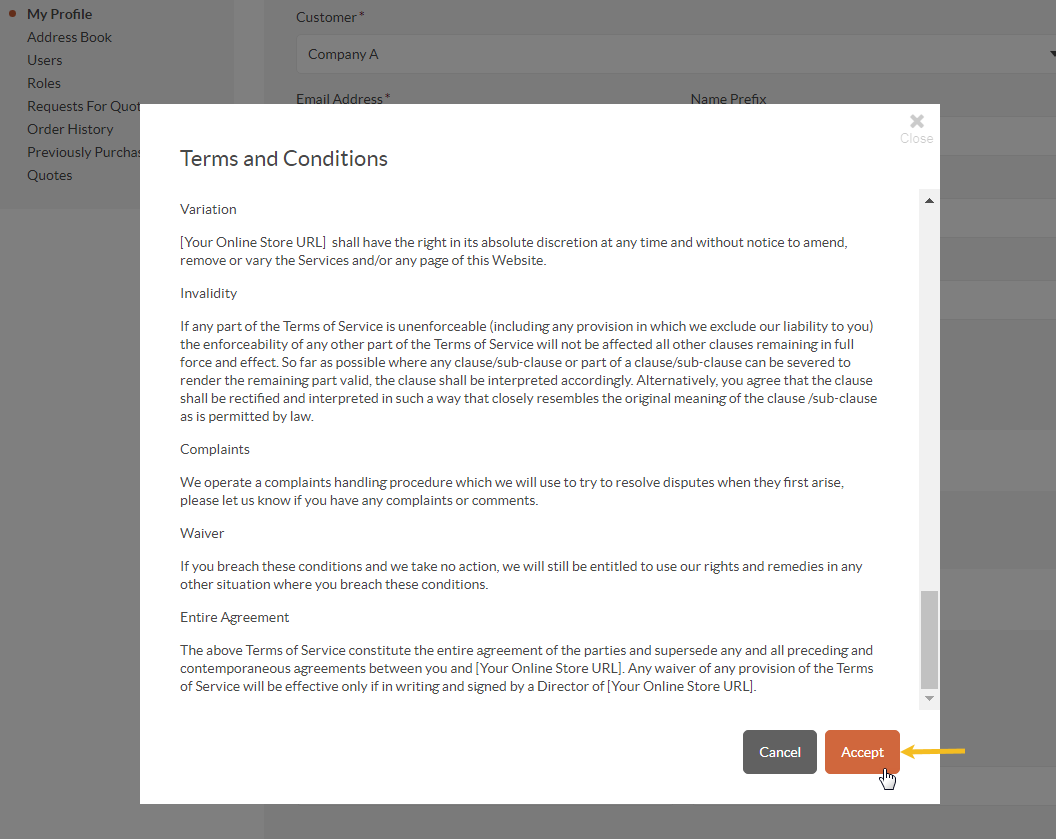 My Profile
Address Book
Users
Roles
Requests For Quot
Order History
Previously Purchas
Quotes
Customer*
Company A
Email Address*
Name Prefix
Close
Terms and Conditions
Variation
[Your Online Store URL]  shall have the right in its absolute discretion at any time and without notice to amend,
remove or vary the Services and/or any page of this Website.
Invalidity
If any part of the Terms of Service is unenforceable (including any provision in which we exclude our liability to you)
the enforceability of any other part of the Terms of Service will not be affected all other clauses remaining in full
force and effect. So far as possible where any clause/sub-clause or part of a clause/sub-clause can be severed to
render the remaining part valid, the clause shall be interpreted accordingly. Alternatively, you agree that the clause
shall be rectified and interpreted in such a way that closely resembles the original meaning of the clause /sub-clause
as is permitted by law.
Complaints
We operate a complaints handling procedure which we will use to try to resolve disputes when they first arise,
please let us know if you have any complaints or comments.
Waiver
If you breach these conditions and we take no action, we will still be entitled to use our rights and remedies in any
other situation where you breach these conditions.
Entire Agreement
The above Terms of Service constitute the entire agreement of the parties and supersede any and all preceding and
contemporaneous agreements between you and [Your Online Store URL]. Any waiver of any provision of the Terms
of Service will be effective only if in writing and signed by a Director of [Your Online Store URL].
Cancel
Accept